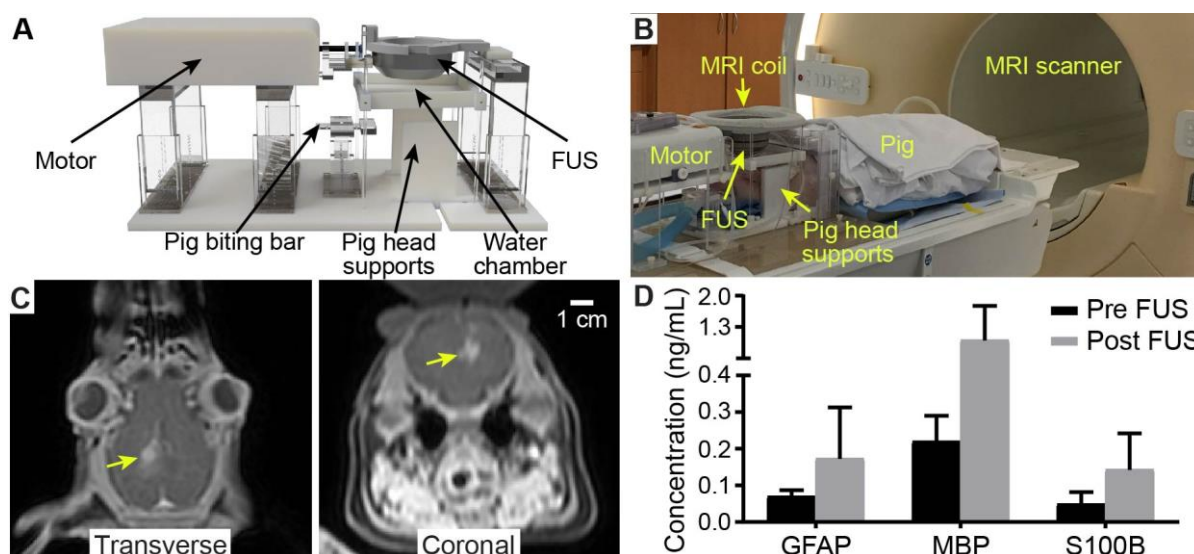 A
Motor
FUS
Pig biting bar
Pig head
supports
Water
chamber
B
MRI coil
MRI scanner
Motor
Pig
FUS
Pig head
supports
C
1 cm
Transverse
Coronal
D
Concentration (ng/mL)
2.0
1.3
0.4
0.3
0.2
0.1
0.0
Pre FUS
Post FUS
GFAP
MBP
S100B